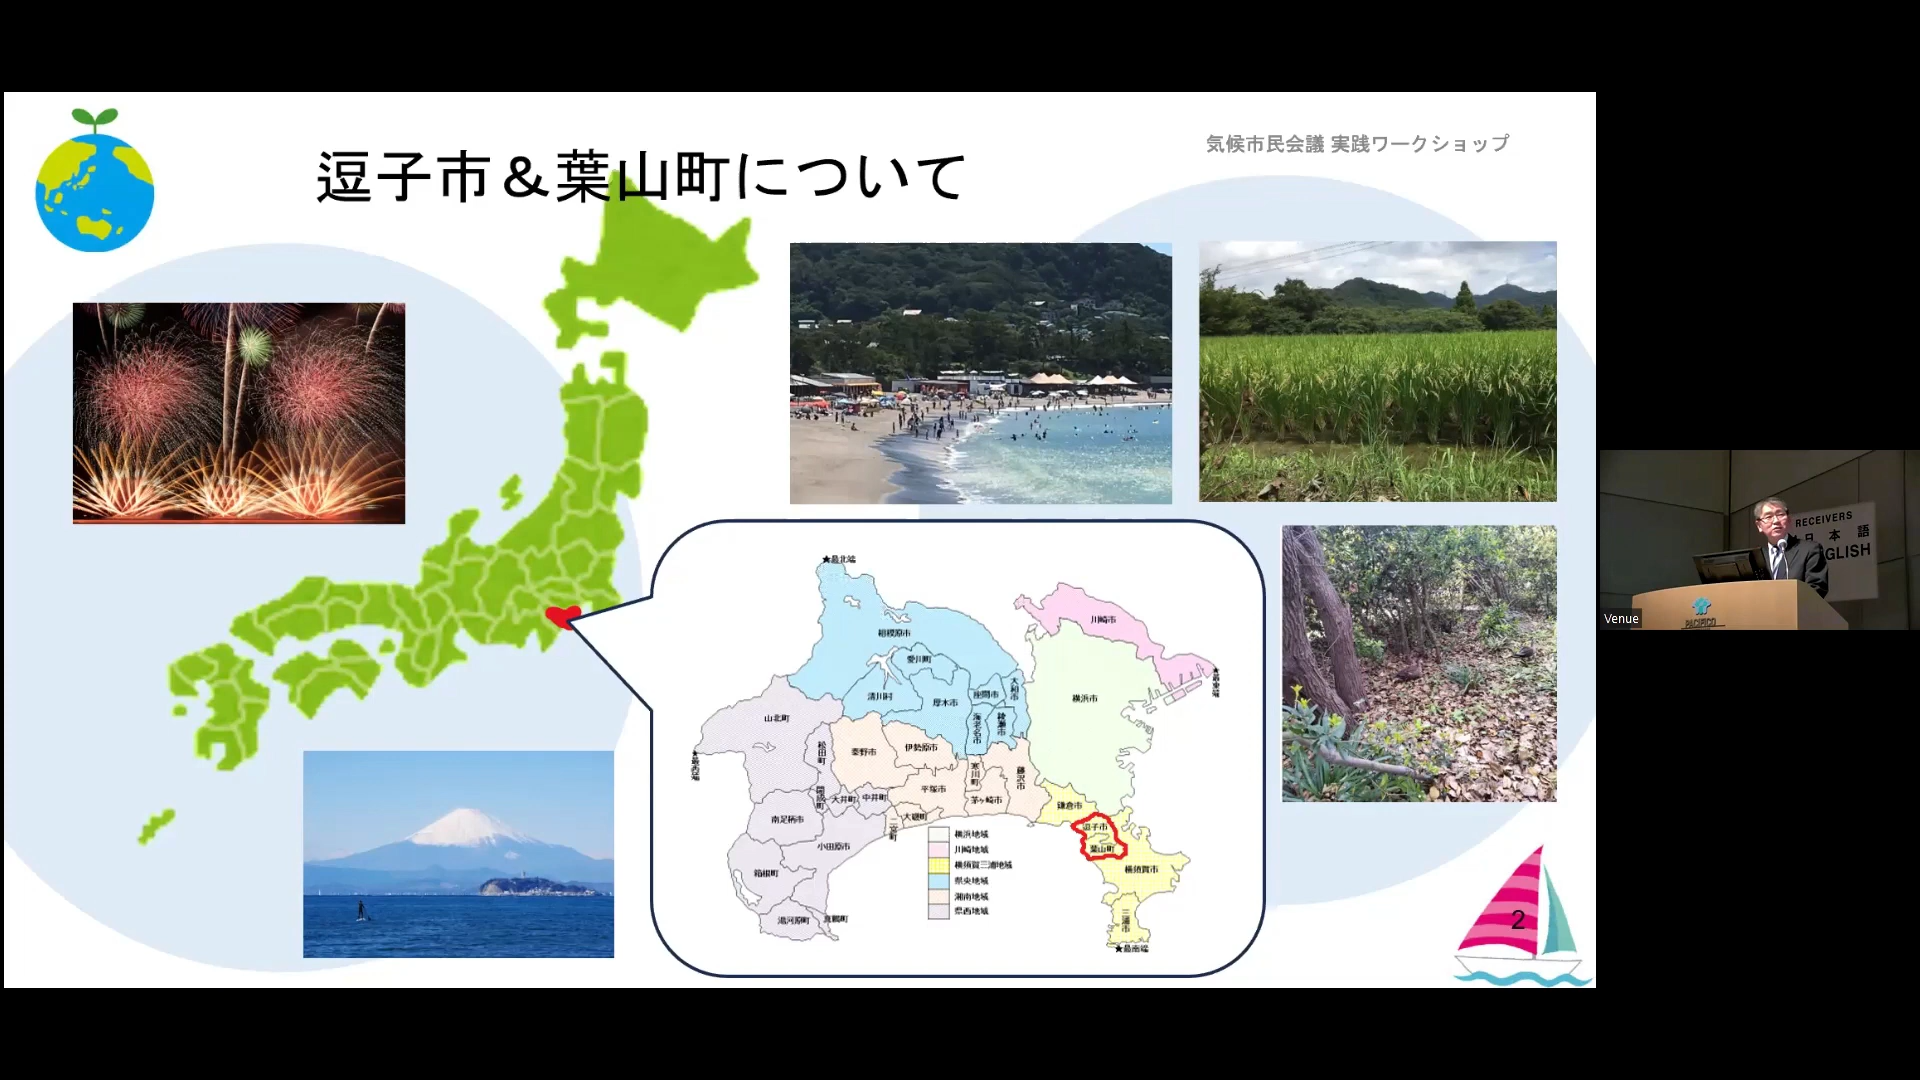 気候市民会議 実践ワークショップ
逗子市＆葉山町について
★最北端
川崎市
相模原市
愛川町
清川村
厚木市
座間市
大和市
海老名市
綾瀬市
横浜市
★最東端
山北町
★最西端
松田町
秦野市
伊勢原市
寒川町
藤沢市
開成町
大井町
中井町
平塚市
茅ヶ崎市
鎌倉市
南足柄市
二宮町
大磯町
逗子市
葉山町
小田原市
横須賀市
箱根町
湯河原町
真鶴町
三浦市
★最南端
横浜地域
川崎地域
横須賀三浦地域
県央地域
湘南地域
県西地域
2
RECEIVERS
日本語
GLISH
PACIFICO
Venue